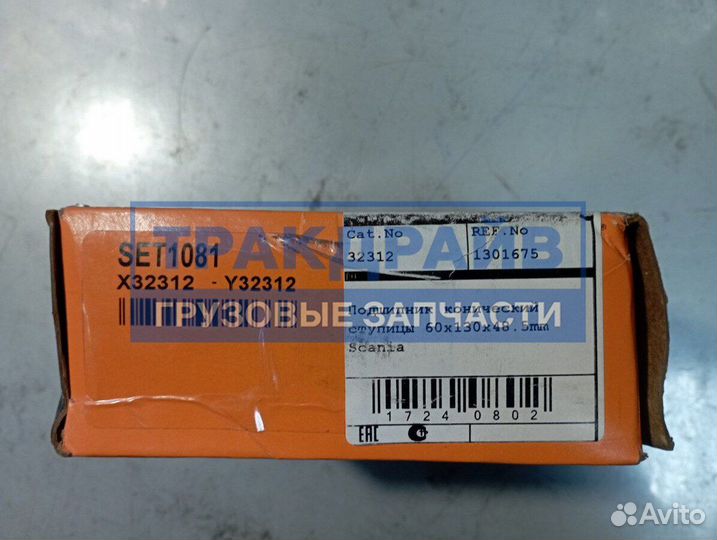 ТРАКДРАЙВ
ГРУЗОВЫЕ ЗАПЧАСТИ
SET1081
X32312 - Y32312
Cat.No REF.No
32312 1301675
Подшипник конический
ступицы 60x130x48.5mm
Scania
1724 0802
EAC
Avito